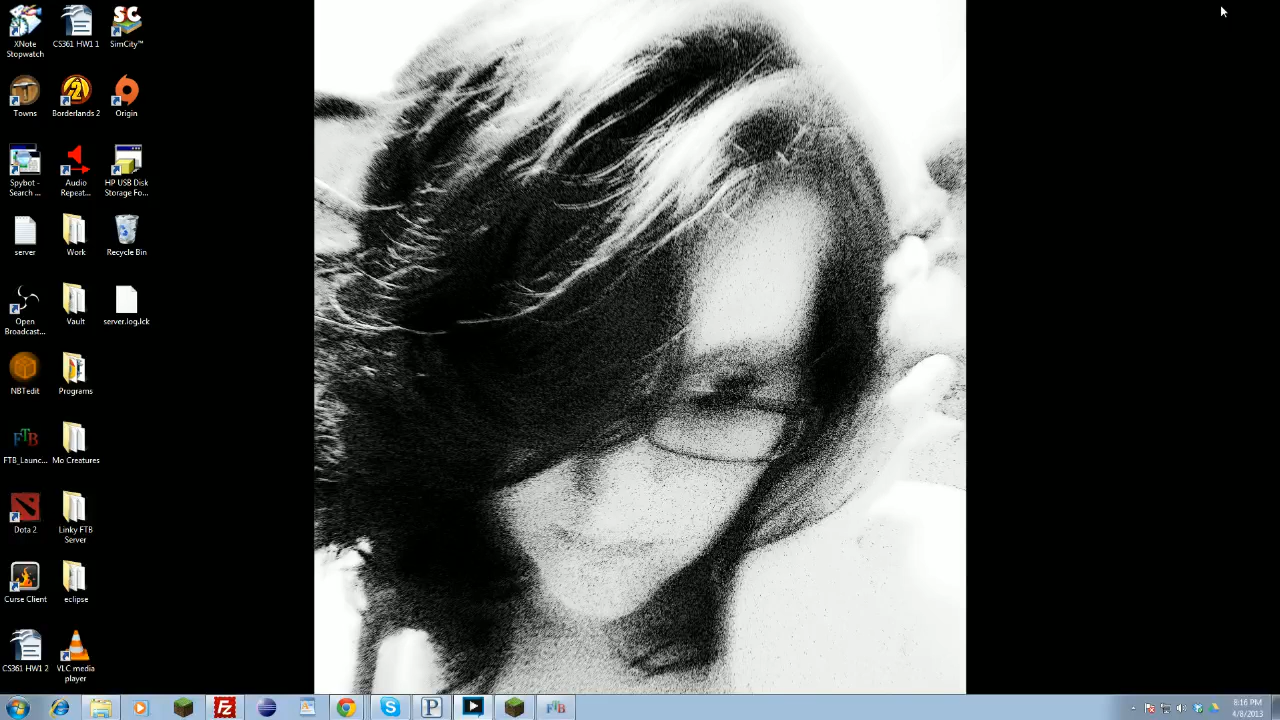 XNote
Stopwatch
CS361 HW1 1
SimCity™
Towns
Borderlands 2
Origin
Spybot -
Search ...
Audio
Repeat...
HP USB Disk
Storage Fo...
server
Work
Recycle Bin
Open
Broadcast...
Vault
server.log.lck
NBTedit
Programs
FTB_Launc...
Mo Creatures
Dota 2
Linky FTB
Server
Curse Client
eclipse
CS361 HW1 2
VLC media
player
8:16 PM
4/8/2013